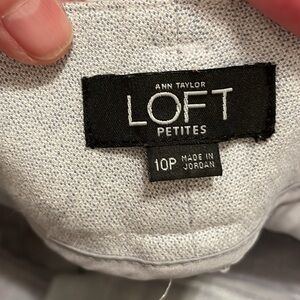 ANN TAYLOR
LOFT
PETITES
10P MADE IN
JORDAN